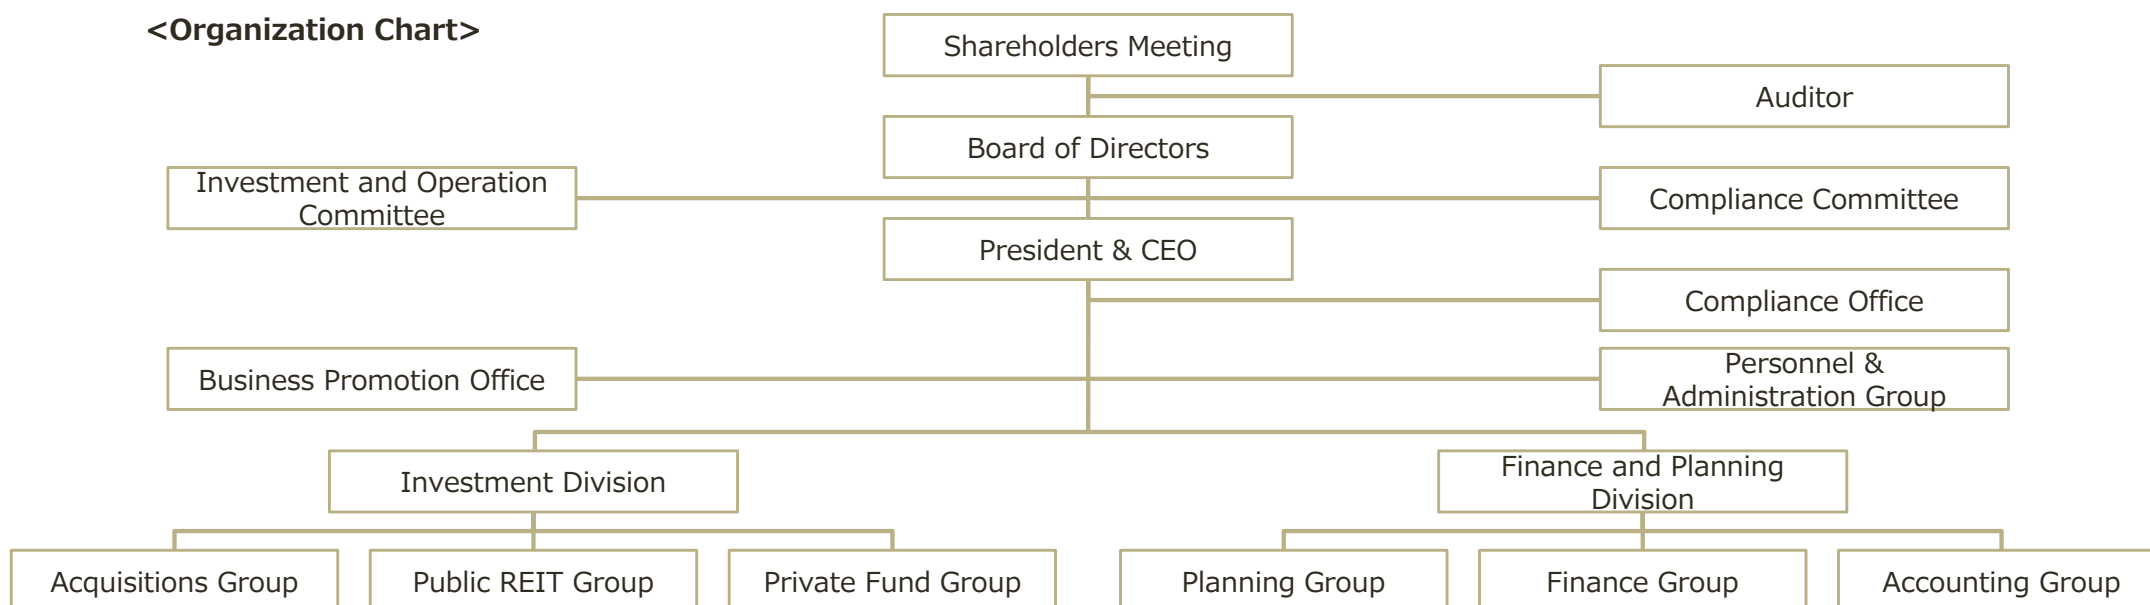 <Organization Chart>
Shareholders Meeting
Auditor
Board of Directors
Investment and Operation
Committee
Compliance Committee
President & CEO
Compliance Office
Business Promotion Office
Personnel &
Administration Group
Investment Division
Finance and Planning
Division
Acquisitions Group
Public REIT Group
Private Fund Group
Planning Group
Finance Group
Accounting Group